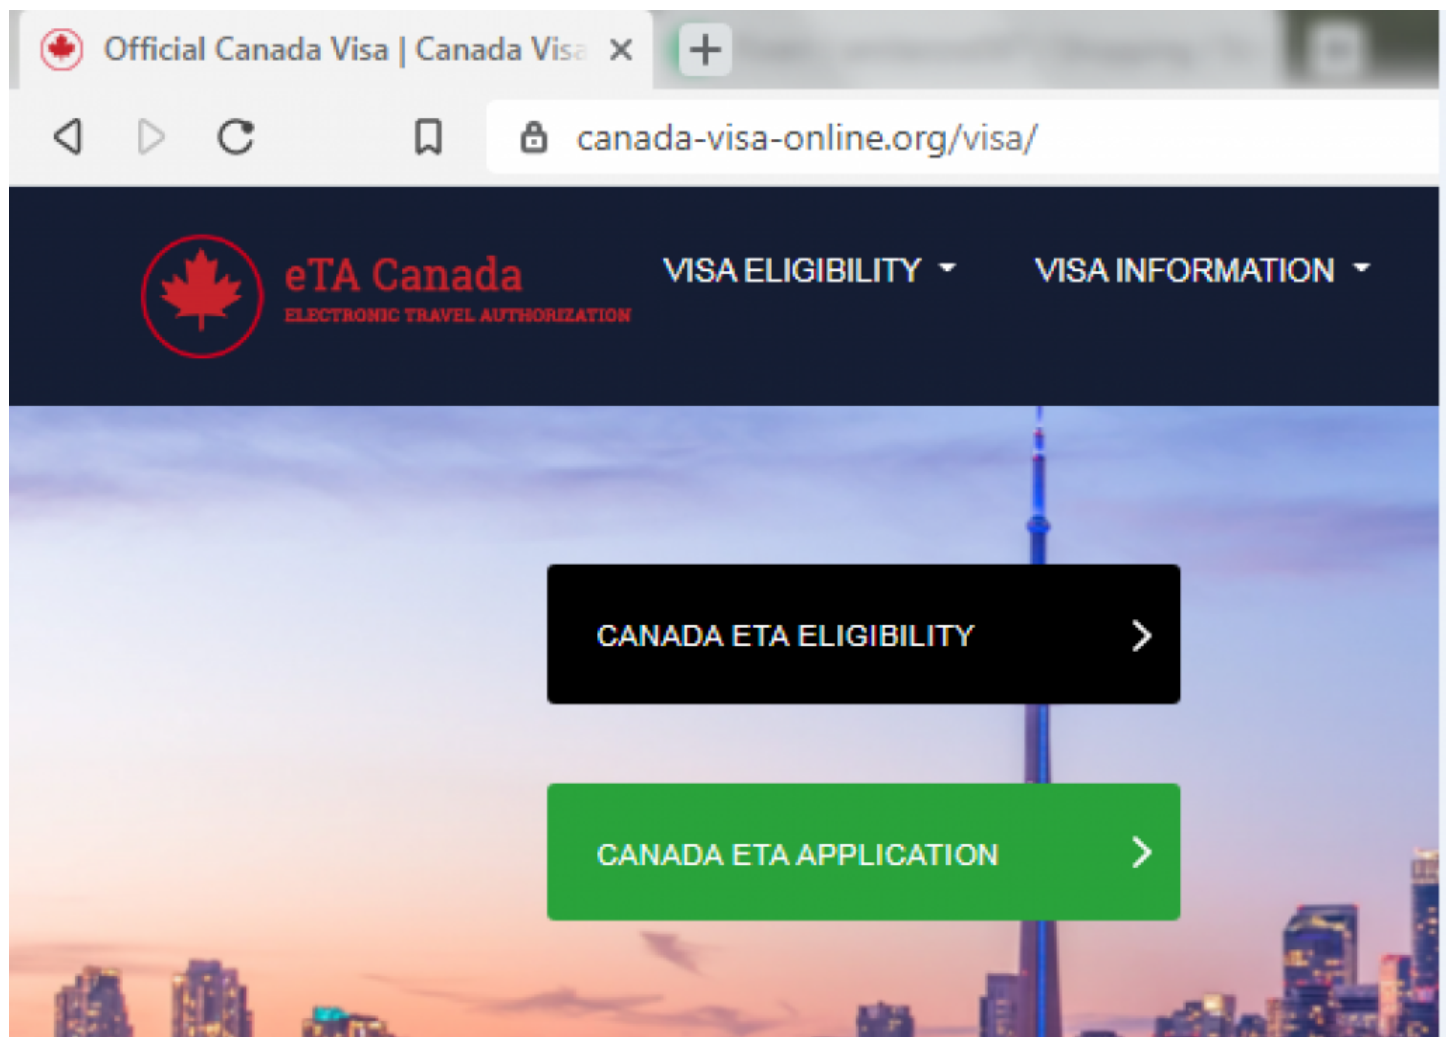 Official Canada Visa | Canada Visa
canada-visa-online.org/visa/
eTA Canada
ELECTRONIC TRAVEL AUTHORIZATION
VISA ELIGIBILITY
VISA INFORMATION
CANADA ETA ELIGIBILITY
CANADA ETA APPLICATION